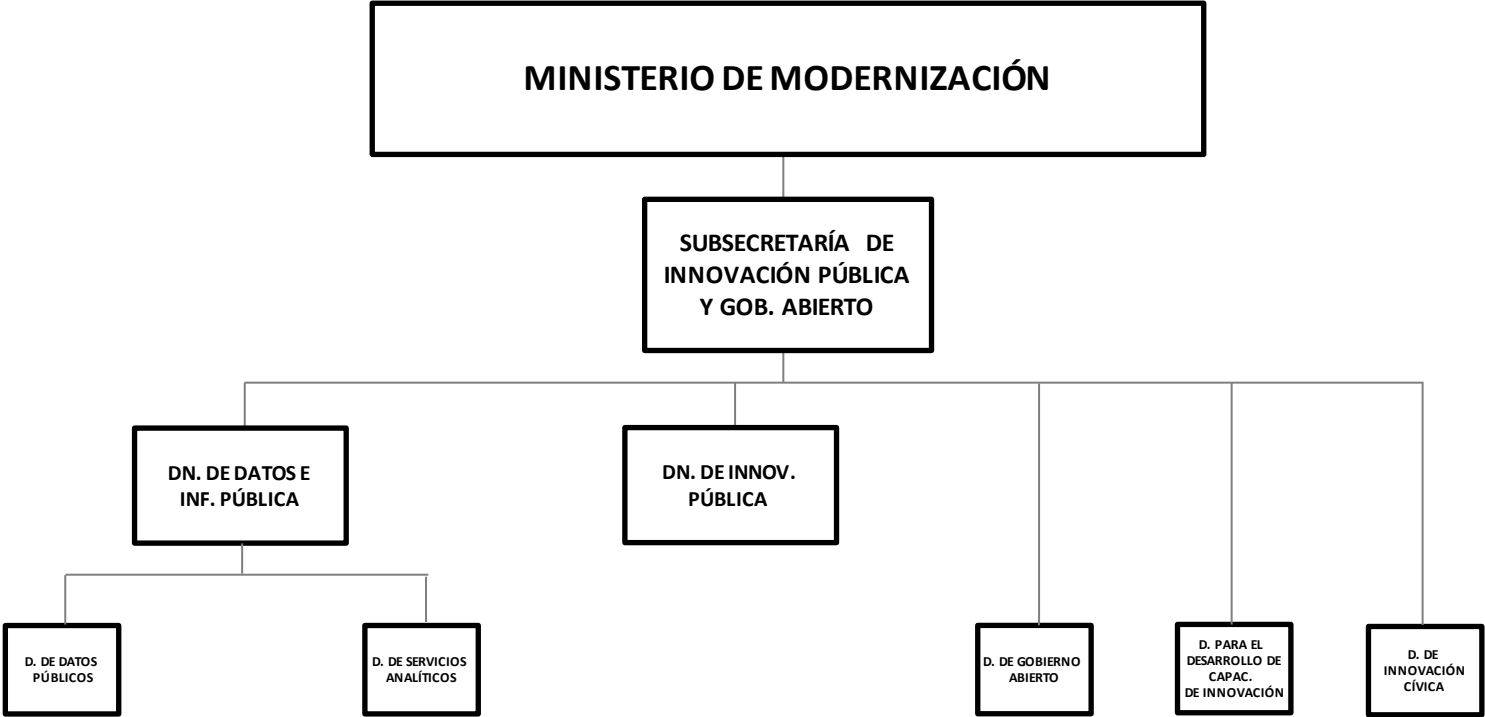 MINISTERIO DE MODERNIZACIÓN
SUBSECRETARÍA DE
INNOVACIÓN PÚBLICA
Y GOB. ABIERTO
DN. DE DATOS E
INF. PÚBLICA
DN. DE INNOV.
PÚBLICA
D. DE DATOS
PÚBLICOS
D. DE SERVICIOS
ANALÍTICOS
D. DE GOBIERNO
ABIERTO
D. PARA EL
DESARROLLO DE
CAPAC.
DE INNOVACIÓN
D. DE
INNOVACIÓN
CÍVICA